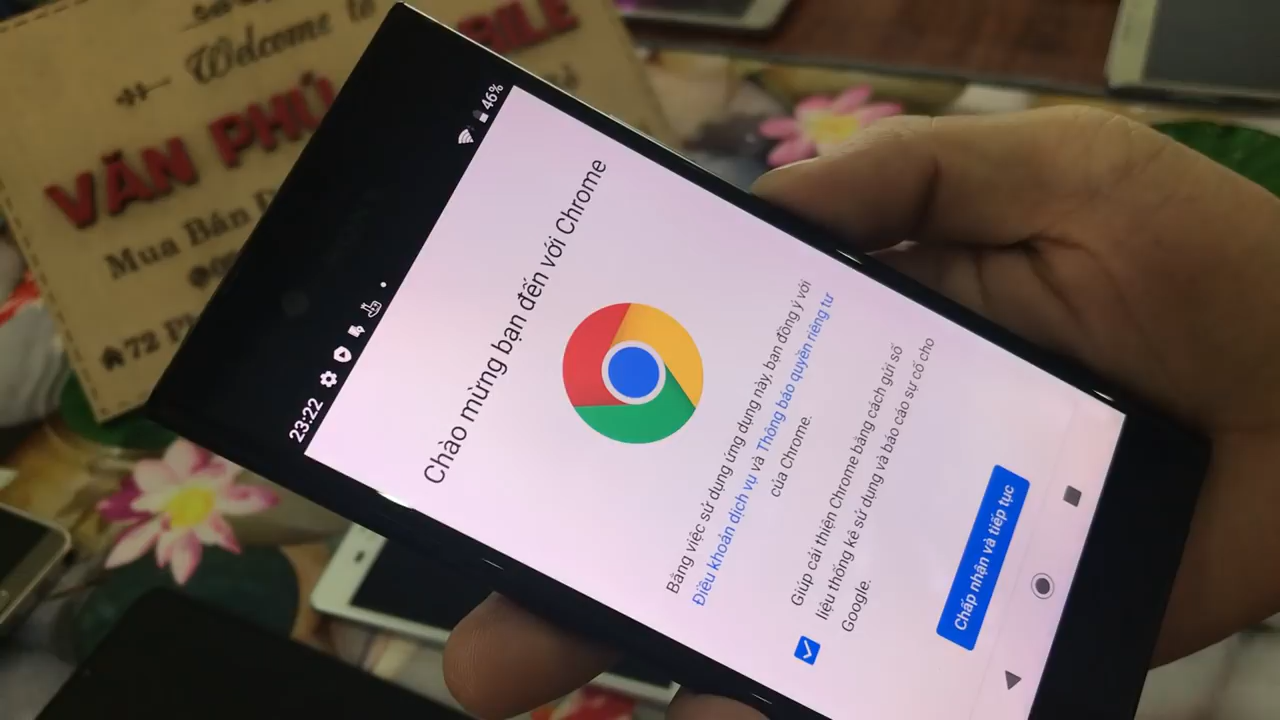 Welcome to
VĂN PHÚ
BILE
Mua Bán
72
46%
23:22
Chào mừng bạn đến với Chrome
Bằng việc sử dụng ứng dụng này, bạn đồng ý với
Điều khoản dịch vụ và Thông báo quyền riêng tư
của Chrome.
Giúp cải thiện Chrome bằng cách gửi số
liệu thống kê sử dụng và báo cáo sự cố cho
Google.
Chấp nhận và tiếp tục